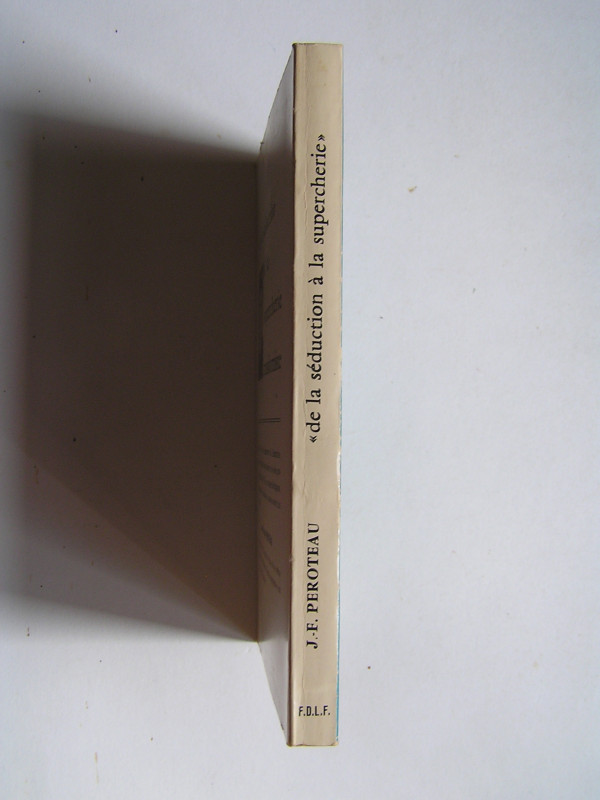 J.-F. PEROTEAU
«de la séduction à la supercherie»
F.D.L.F.